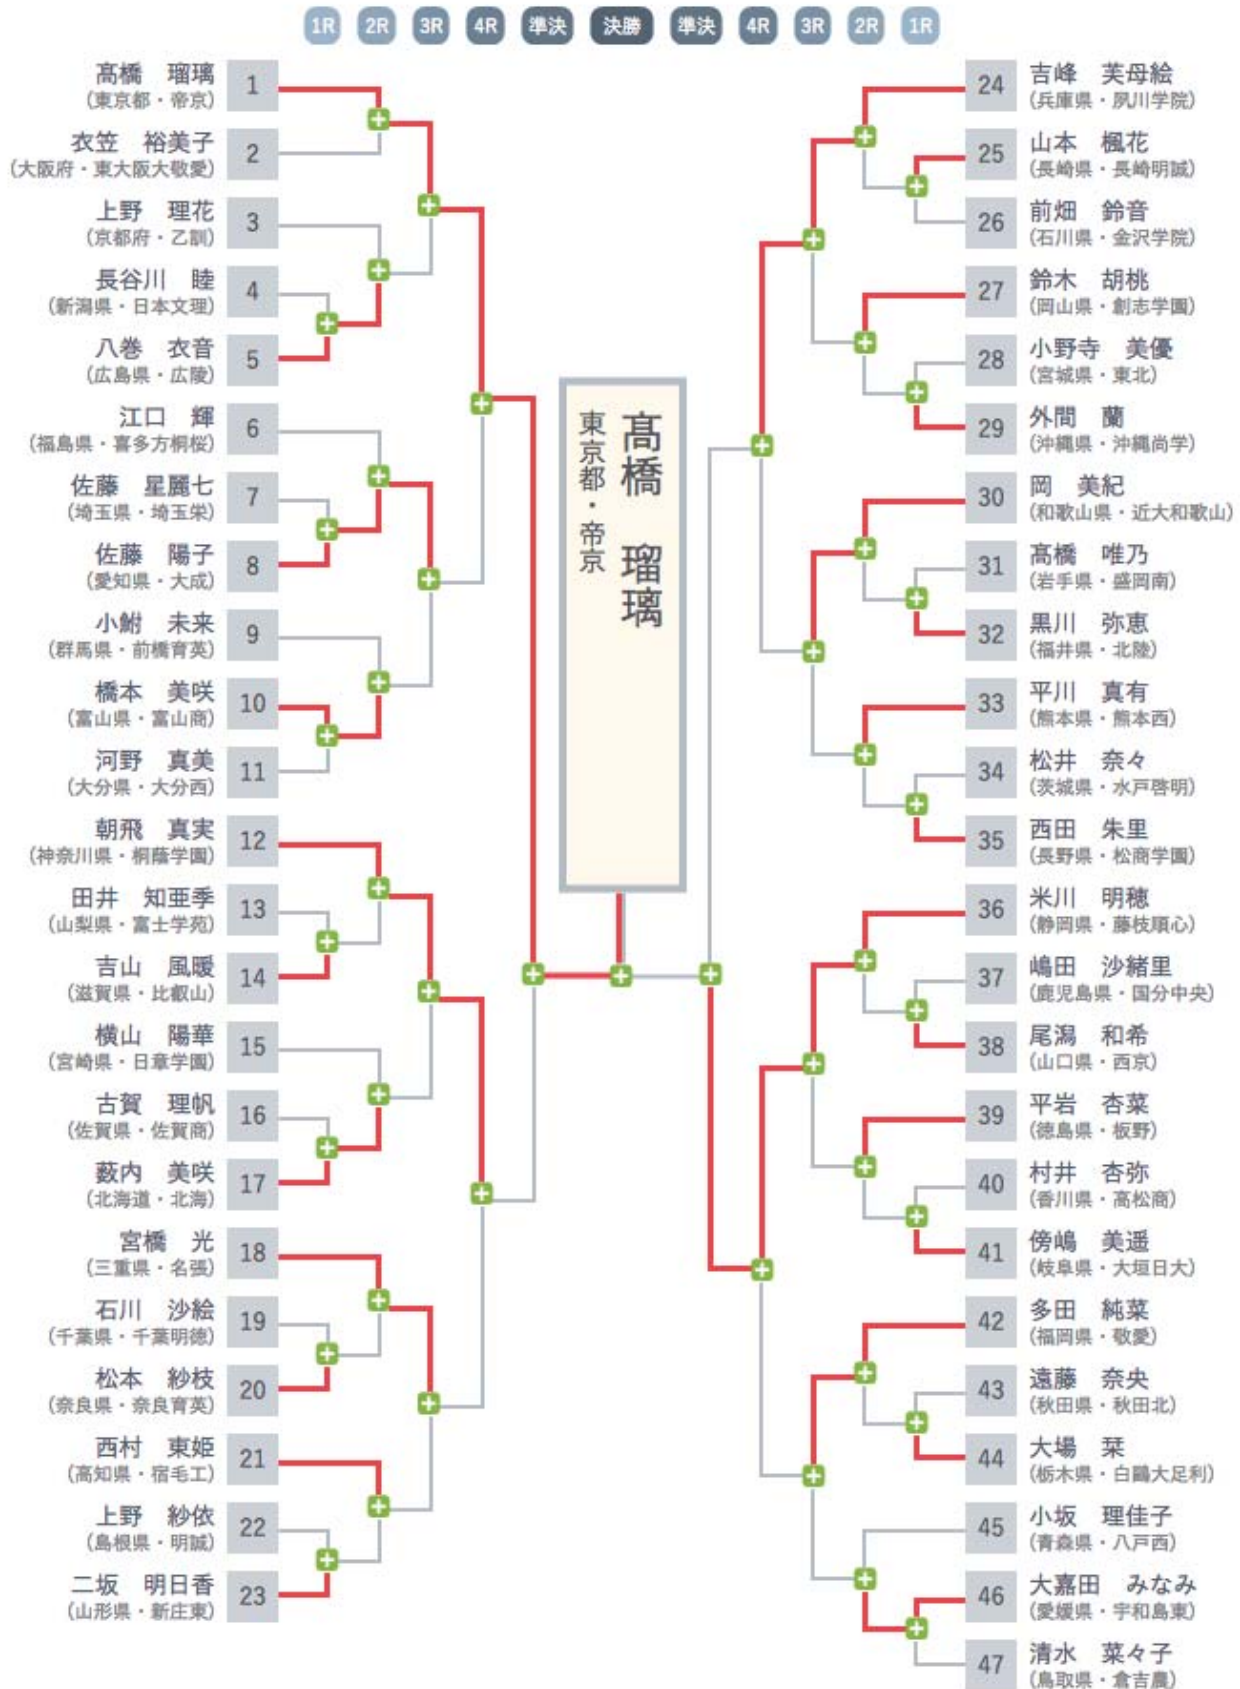 1R 2R 3R 4R 準決 決勝 準決 4R 3R 2R 1R
髙橋 瑠璃 1
(東京都・帝京)
衣笠 裕美子 2
(大阪府・東大阪大敬愛)
上野 理花 3
(京都府・乙訓)
長谷川 睦 4
(新潟県・日本文理)
八巻 衣音 5
(広島県・広陵)
江口 輝 6
(福島県・喜多方桐桜)
佐藤 星麗七 7
(埼玉県・埼玉栄)
佐藤 陽子 8
(愛知県・大成)
小鮒 未来 9
(群馬県・前橋育英)
橋本 美咲 10
(富山県・富山商)
河野 真美 11
(大分県・大分西)
朝飛 真実 12
(神奈川県・桐蔭学園)
田井 知亜季 13
(山梨県・富士学苑)
吉山 風暖 14
(滋賀県・比叡山)
横山 陽華 15
(宮崎県・日章学園)
古賀 理帆 16
(佐賀県・佐賀商)
薮内 美咲 17
(北海道・北海)
宮橋 光 18
(三重県・名張)
石川 沙絵 19
(千葉県・千葉明徳)
松本 紗枝 20
(奈良県・奈良育英)
西村 東姫 21
(高知県・宿毛工)
上野 紗依 22
(島根県・明誠)
二坂 明日香 23
(山形県・新庄東)
髙橋 瑠璃
東京都・帝京
24 吉峰 芙母絵
(兵庫県・夙川学院)
25 山本 楓花
(長崎県・長崎明誠)
26 前畑 鈴音
(石川県・金沢学院)
27 鈴木 胡桃
(岡山県・創志学園)
28 小野寺 美優
(宮城県・東北)
29 外間 蘭
(沖縄県・沖縄尚学)
30 岡 美紀
(和歌山県・近大和歌山)
31 髙橋 唯乃
(岩手県・盛岡南)
32 黒川 弥恵
(福井県・北陸)
33 平川 真有
(熊本県・熊本西)
34 松井 奈々
(茨城県・水戸啓明)
35 西田 朱里
(長野県・松商学園)
36 米川 明穂
(静岡県・藤枝順心)
37 嶋田 沙緒里
(鹿児島県・国分中央)
38 尾潟 和希
(山口県・西京)
39 平岩 杏菜
(徳島県・板野)
40 村井 杏弥
(香川県・高松商)
41 傍嶋 美遥
(岐阜県・大垣日大)
42 多田 純菜
(福岡県・敬愛)
43 遠藤 奈央
(秋田県・秋田北)
44 大場 栞
(栃木県・白鷗大足利)
45 小坂 理佳子
(青森県・八戸西)
46 大嘉田 みなみ
(愛媛県・宇和島東)
47 清水 菜々子
(鳥取県・倉吉農)